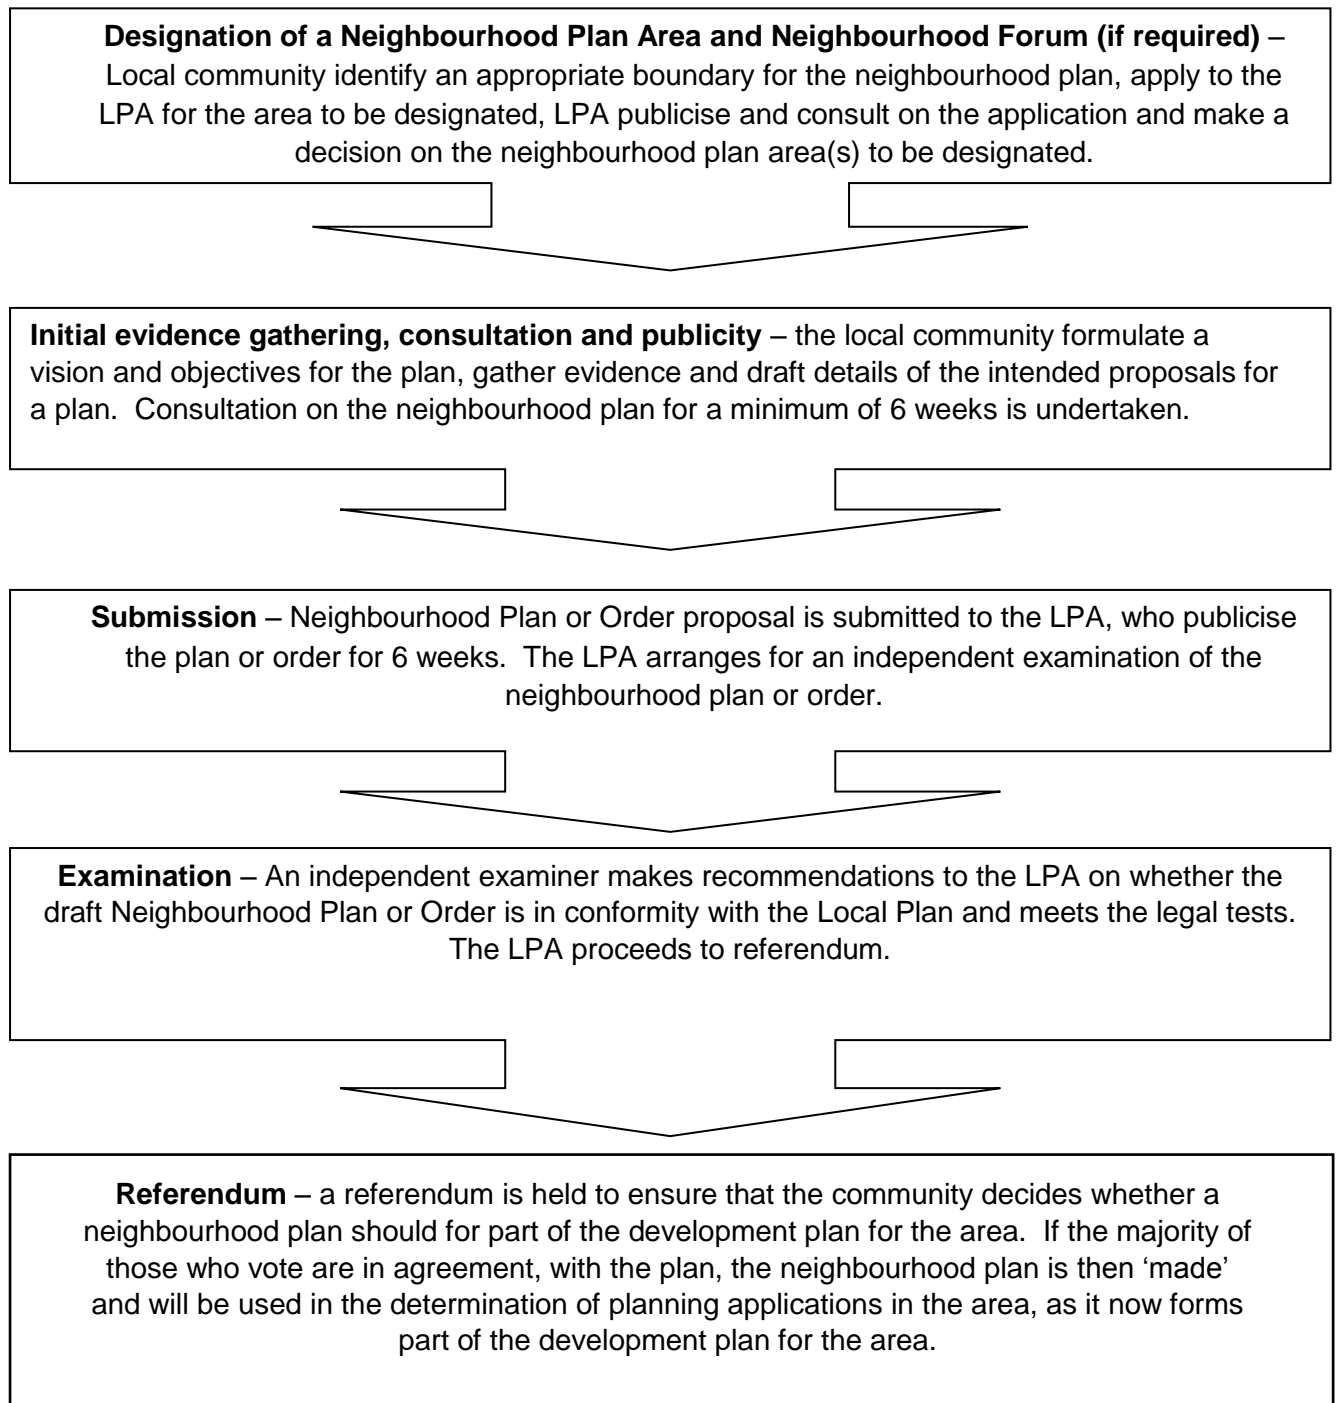 Designation of a Neighbourhood Plan Area and Neighbourhood Forum (if required) –
Local community identify an appropriate boundary for the neighbourhood plan, apply to the
LPA for the area to be designated, LPA publicise and consult on the application and make a
decision on the neighbourhood plan area(s) to be designated.
Initial evidence gathering, consultation and publicity – the local community formulate a
vision and objectives for the plan, gather evidence and draft details of the intended proposals for
a plan.  Consultation on the neighbourhood plan for a minimum of 6 weeks is undertaken.
Submission – Neighbourhood Plan or Order proposal is submitted to the LPA, who publicise
the plan or order for 6 weeks.  The LPA arranges for an independent examination of the
neighbourhood plan or order.
Examination – An independent examiner makes recommendations to the LPA on whether the
draft Neighbourhood Plan or Order is in conformity with the Local Plan and meets the legal tests.
The LPA proceeds to referendum.
Referendum – a referendum is held to ensure that the community decides whether a
neighbourhood plan should for part of the development plan for the area.  If the majority of
those who vote are in agreement, with the plan, the neighbourhood plan is then ‘made’
and will be used in the determination of planning applications in the area, as it now forms
part of the development plan for the area.